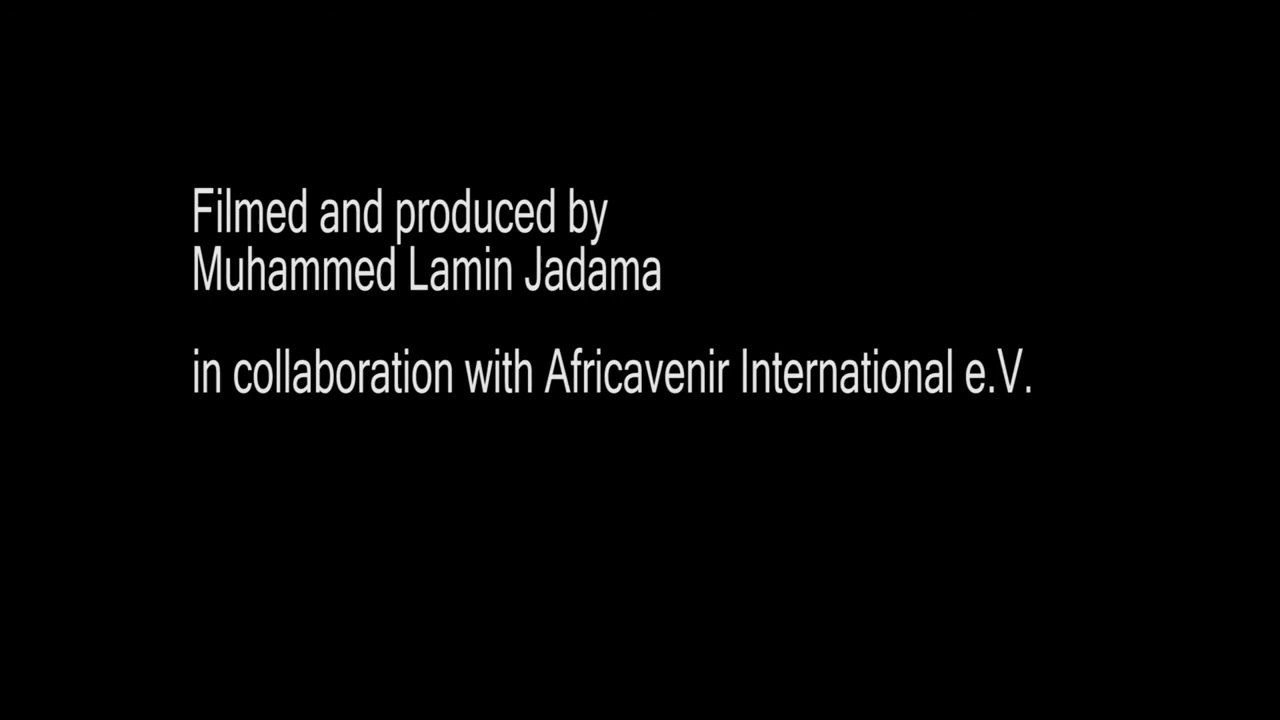 Filmed and produced by
Muhammed Lamin Jadama
in collaboration with Africavenir International e.V.